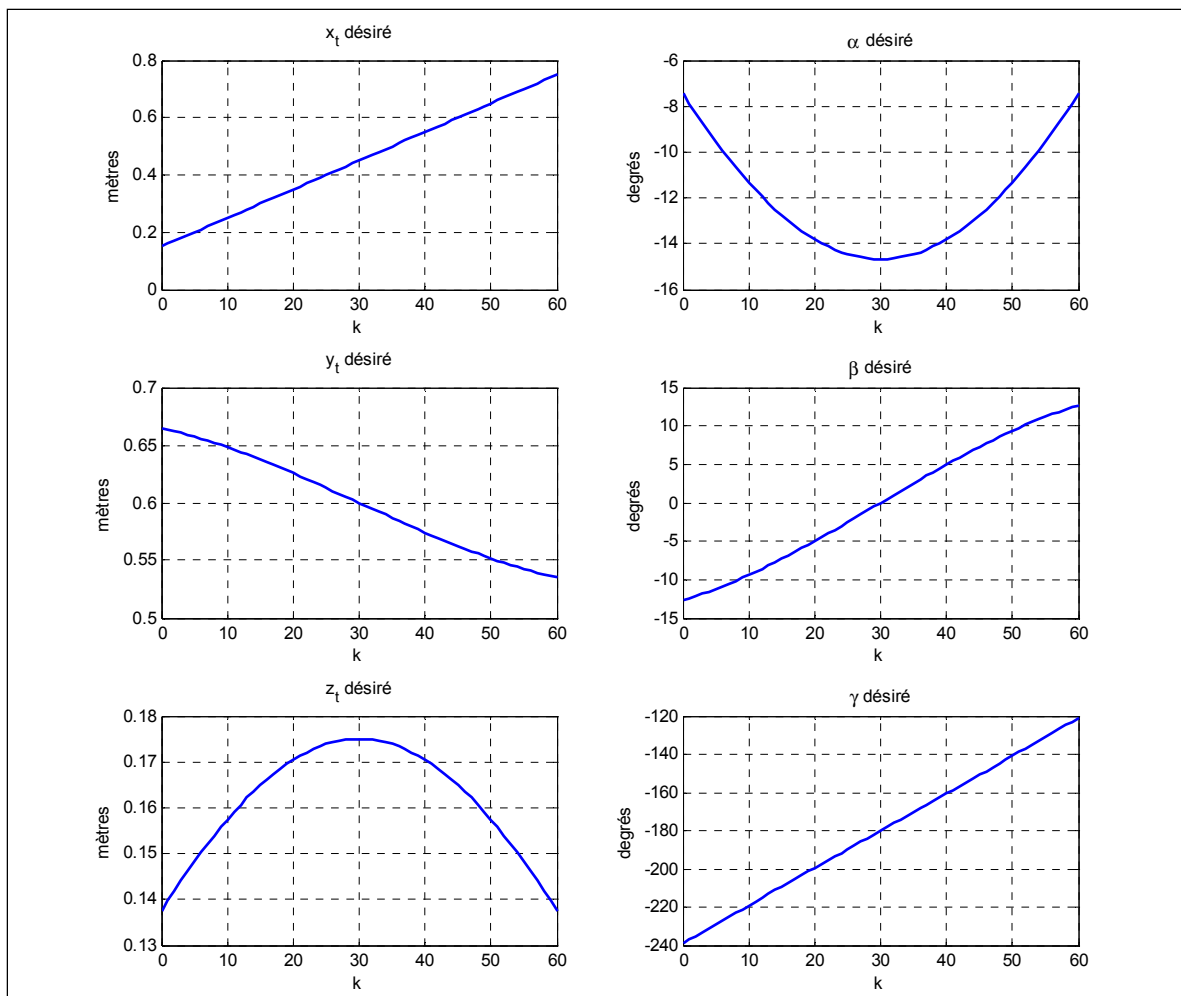 x_t désiré
0.8
0.6
0.4
0.2
0
mètres
0 10 20 30 40 50 60
k
α désiré
-6
-8
-10
-12
-14
-16
degrés
0 10 20 30 40 50 60
k
y_t désiré
0.7
0.65
0.6
0.55
0.5
mètres
0 10 20 30 40 50 60
k
β désiré
15
10
5
0
-5
-10
-15
degrés
0 10 20 30 40 50 60
k
z_t désiré
0.18
0.17
0.16
0.15
0.14
0.13
mètres
0 10 20 30 40 50 60
k
γ désiré
-120
-140
-160
-180
-200
-220
-240
degrés
0 10 20 30 40 50 60
k